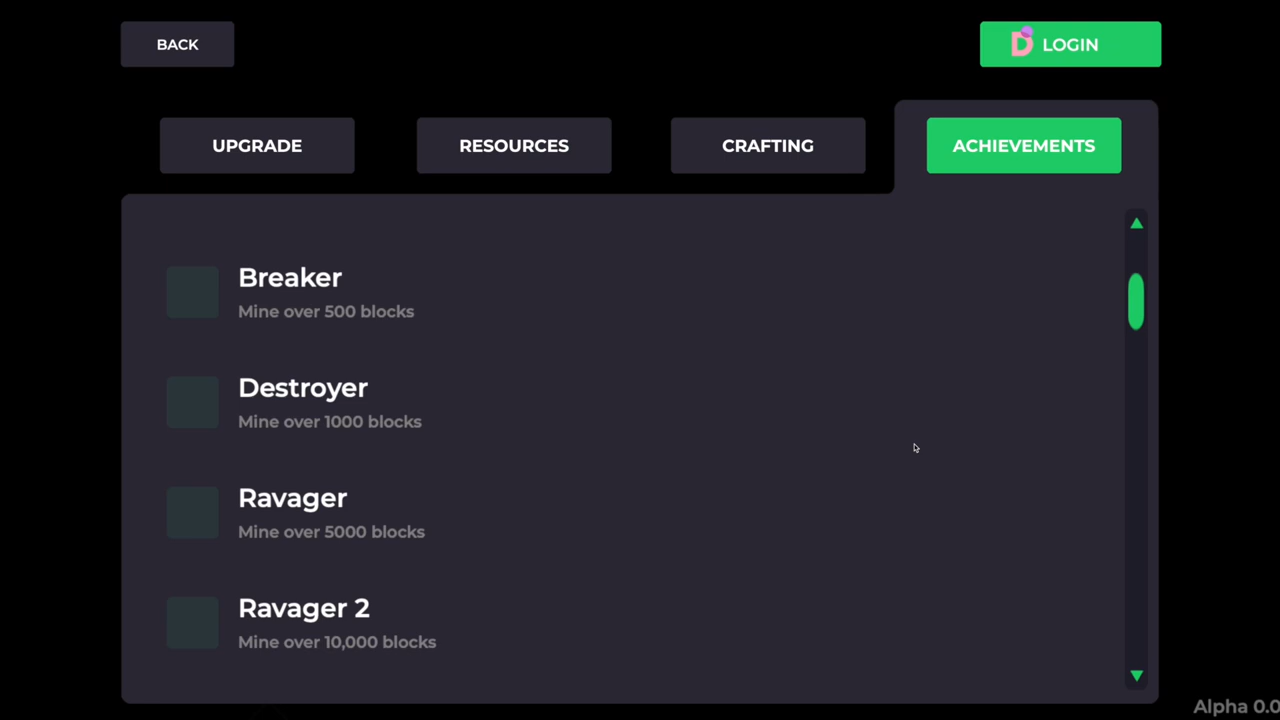 BACK
LOGIN
UPGRADE
RESOURCES
CRAFTING
ACHIEVEMENTS
Breaker
Mine over 500 blocks
Destroyer
Mine over 1000 blocks
Ravager
Mine over 5000 blocks
Ravager 2
Mine over 10,000 blocks
Alpha 0.0